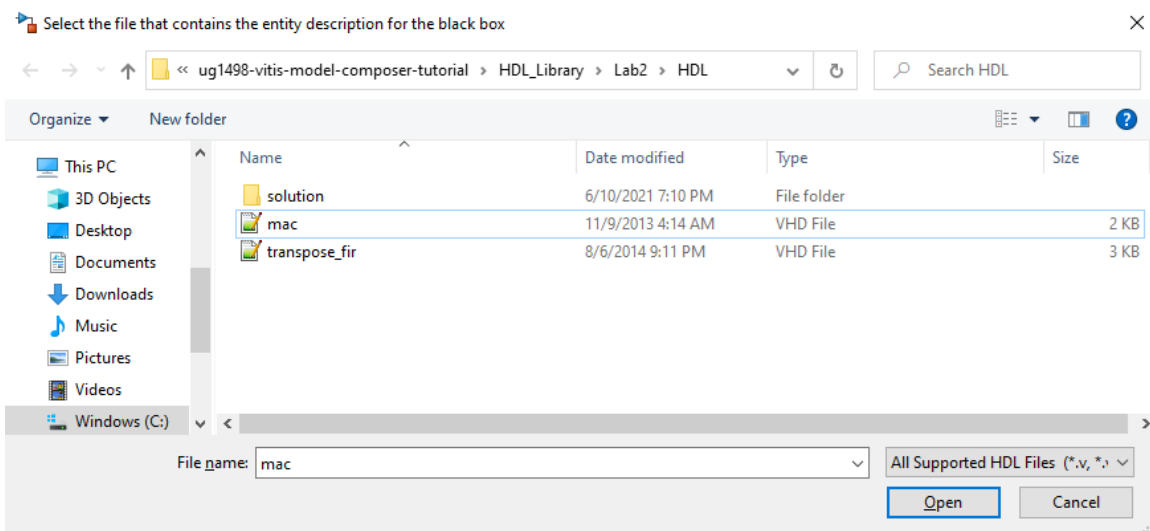 Select the file that contains the entity description for the black box
« ug1498-vitis-model-composer-tutorial › HDL_Library › Lab2 › HDL
Search HDL
Organize
New folder
Name Date modified Type Size
This PC
3D Objects
Desktop
Documents
Downloads
Music
Pictures
Videos
Windows (C:)
solution 6/10/2021 7:10 PM File folder
mac 11/9/2013 4:14 AM VHD File 2 KB
transpose_fir 8/6/2014 9:11 PM VHD File 3 KB
File name: mac
All Supported HDL Files (*.v, *.
Open Cancel